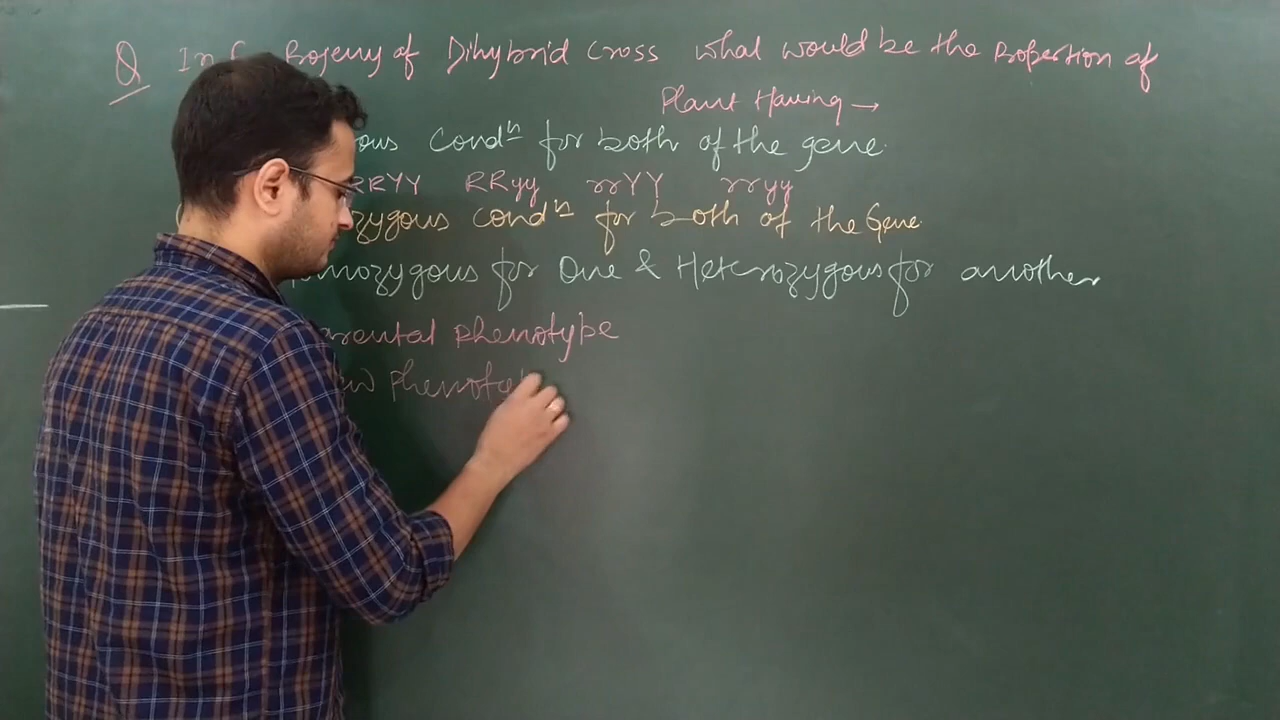 Q In Progeny of Dihybrid Cross what would be the Proportion of
Plant Having →
ous Condⁿ for both of the gene.
RRYY RRyy rrYY rryy
zygous Condⁿ for both of the Gene.
mozygous for One & Heterozygous for another
arental Phenotype
w Phenoty